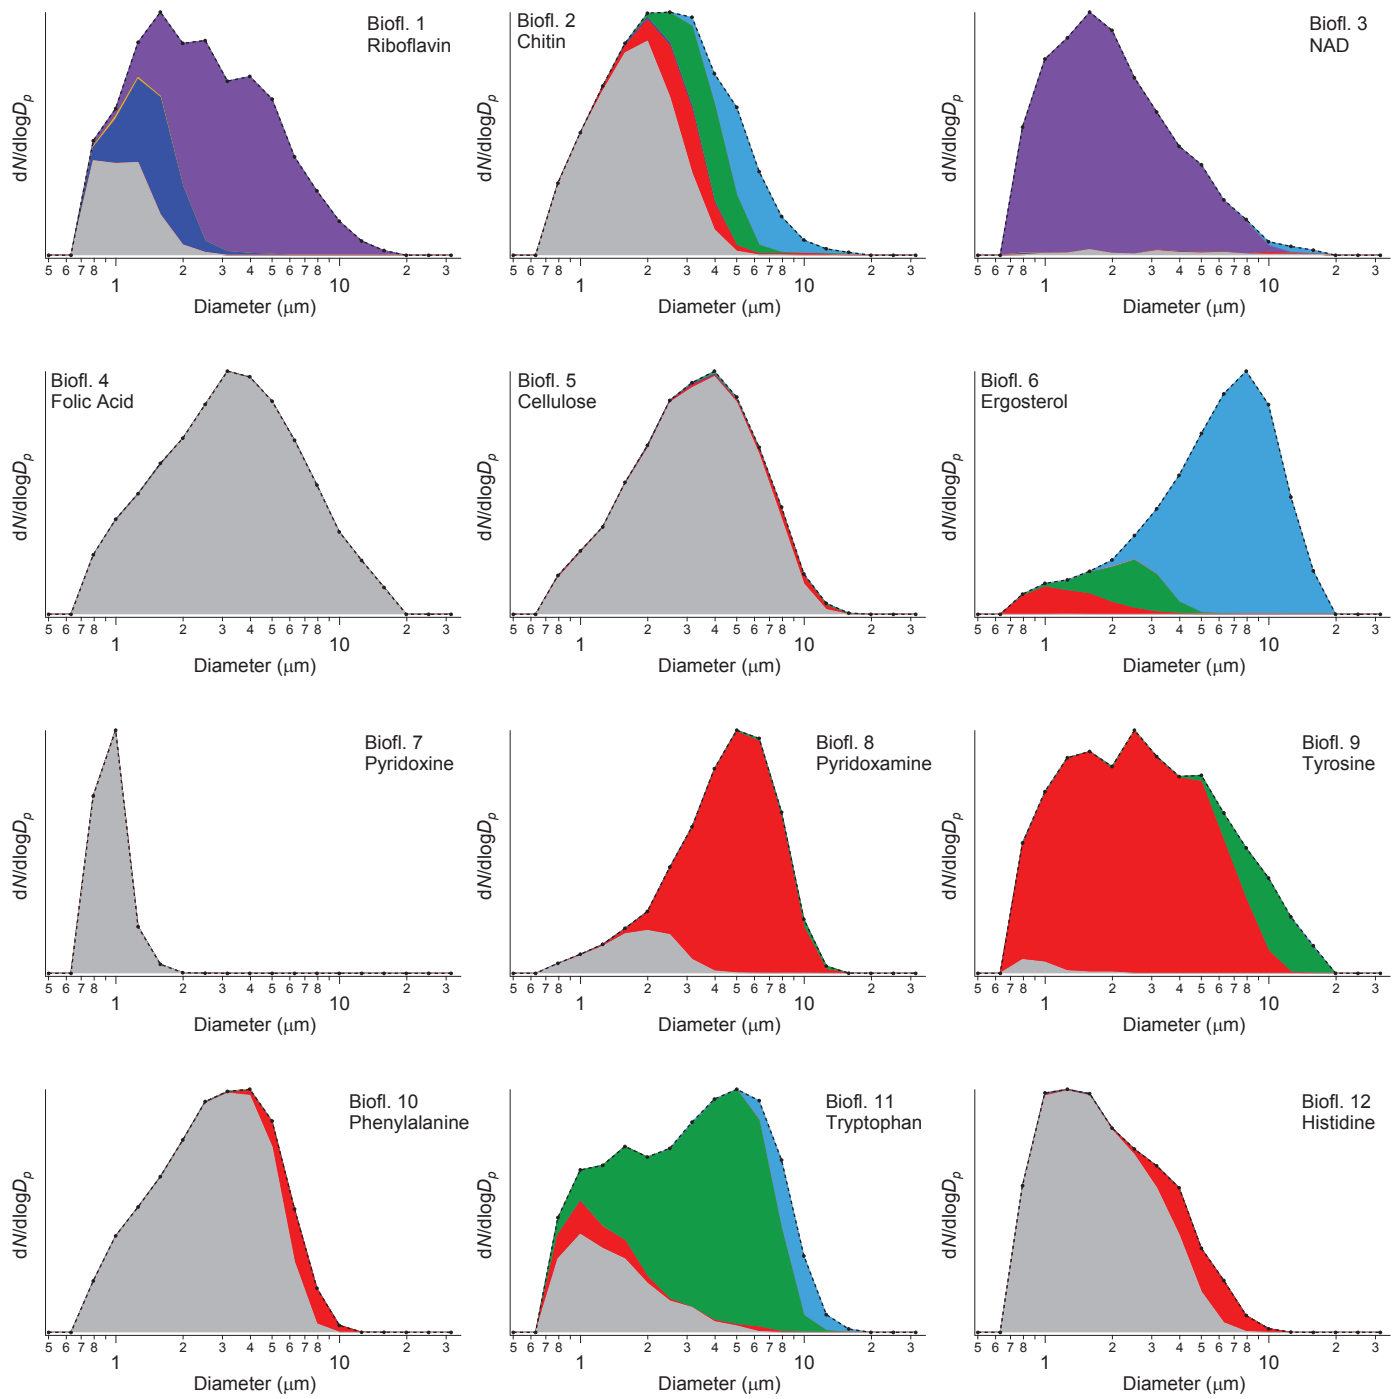 Biofl. 1
Riboflavin
dN/dlogDp
5 6 7 8 1 2 3 4 5 6 7 8 10 2 3
Diameter (μm)
Biofl. 2
Chitin
dN/dlogDp
5 6 7 8 1 2 3 4 5 6 7 8 10 2 3
Diameter (μm)
Biofl. 3
NAD
dN/dlogDp
5 6 7 8 1 2 3 4 5 6 7 8 10 2 3
Diameter (μm)
Biofl. 4
Folic Acid
dN/dlogDp
5 6 7 8 1 2 3 4 5 6 7 8 10 2 3
Diameter (μm)
Biofl. 5
Cellulose
dN/dlogDp
5 6 7 8 1 2 3 4 5 6 7 8 10 2 3
Diameter (μm)
Biofl. 6
Ergosterol
dN/dlogDp
5 6 7 8 1 2 3 4 5 6 7 8 10 2 3
Diameter (μm)
Biofl. 7
Pyridoxine
dN/dlogDp
5 6 7 8 1 2 3 4 5 6 7 8 10 2 3
Diameter (μm)
Biofl. 8
Pyridoxamine
dN/dlogDp
5 6 7 8 1 2 3 4 5 6 7 8 10 2 3
Diameter (μm)
Biofl. 9
Tyrosine
dN/dlogDp
5 6 7 8 1 2 3 4 5 6 7 8 10 2 3
Diameter (μm)
Biofl. 10
Phenylalanine
dN/dlogDp
5 6 7 8 1 2 3 4 5 6 7 8 10 2 3
Diameter (μm)
Biofl. 11
Tryptophan
dN/dlogDp
5 6 7 8 1 2 3 4 5 6 7 8 10 2 3
Diameter (μm)
Biofl. 12
Histidine
dN/dlogDp
5 6 7 8 1 2 3 4 5 6 7 8 10 2 3
Diameter (μm)